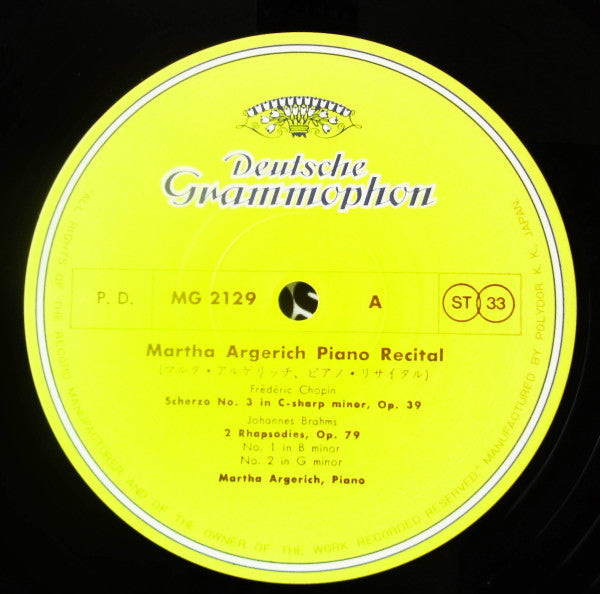 Deutsche
Grammophon
P. D. MG 2129 A ST 33
Martha Argerich Piano Recital
(マルタ・アルゲリッチ、ピアノ・リサイタル)
Frédéric Chopin
Scherzo No. 3 in C-sharp minor, Op. 39
Johannes Brahms
2 Rhapsodies, Op. 79
No. 1 in B minor
No. 2 in G minor
Martha Argerich, Piano
ALL RIGHTS OF THE RECORD MANUFACTURER AND OF THE OWNER OF THE WORK RECORDED RESERVED." MANUFACTURED BY POLYDOR K. K., JAPAN.